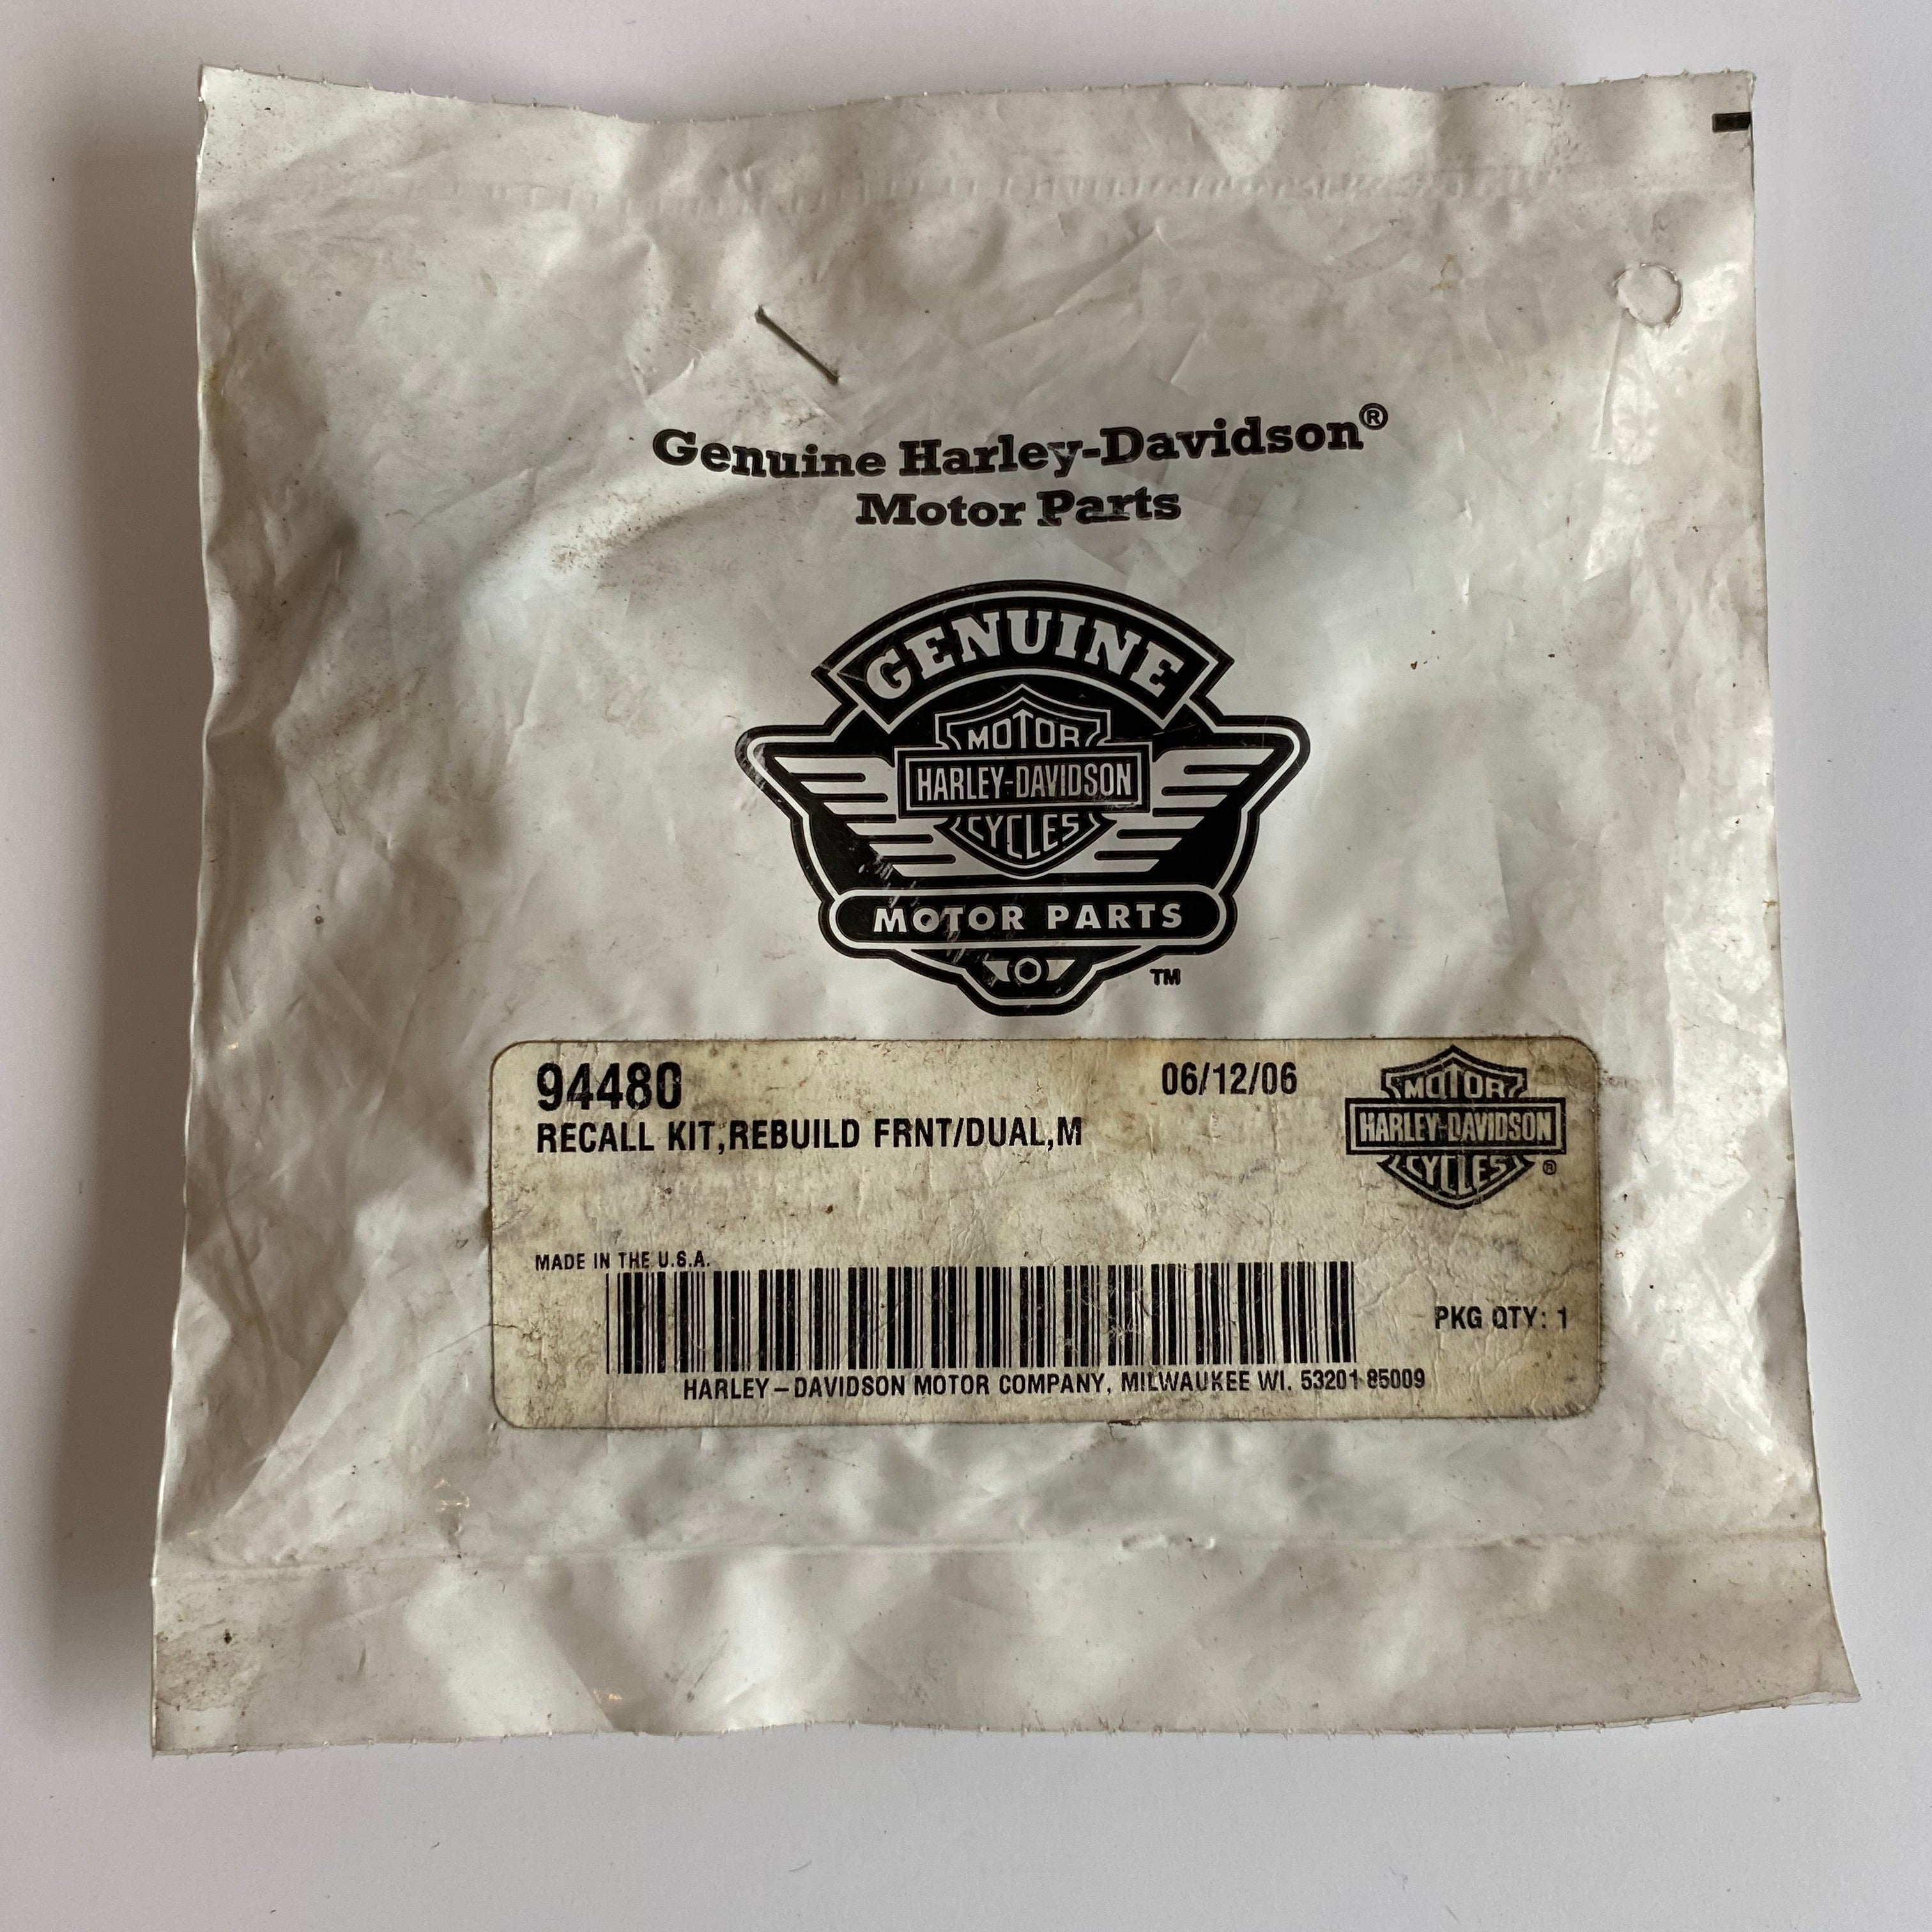 Genuine Harley-Davidson®
Motor Parts
GENUINE
MOTOR
HARLEY-DAVIDSON
CYCLES
MOTOR PARTS
TM
94480
06/12/06
RECALL KIT,REBUILD FRNT/DUAL,M
MOTOR
HARLEY-DAVIDSON
CYCLES
®
MADE IN THE U.S.A.
PKG QTY: 1
HARLEY-DAVIDSON MOTOR COMPANY, MILWAUKEE WI. 53201 85009